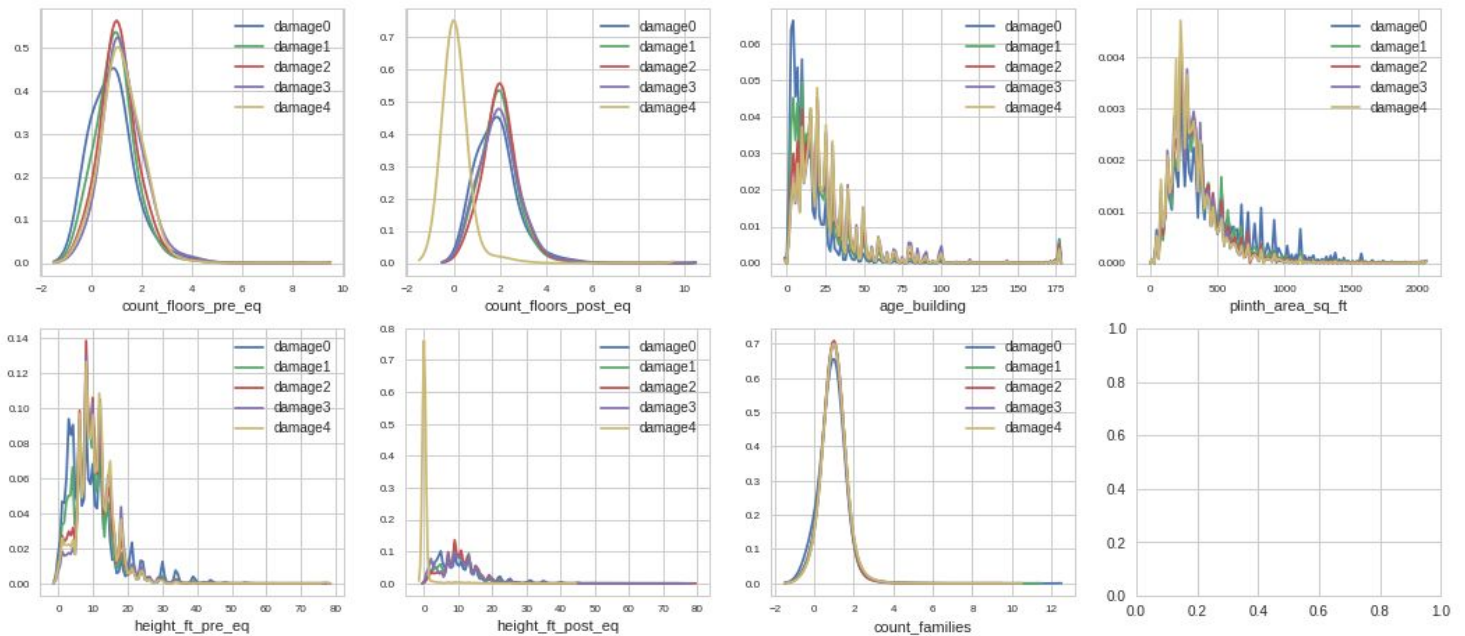 damage0
damage1
damage2
damage3
damage4
0.5
0.4
0.3
0.2
0.1
0.0
−2
0
2
4
6
8
10
count_floors_pre_eq
damage0
damage1
damage2
damage3
damage4
0.7
0.6
0.5
0.4
0.3
0.2
0.1
0.0
−2
0
2
4
6
8
10
count_floors_post_eq
damage0
damage1
damage2
damage3
damage4
0.06
0.05
0.04
0.03
0.02
0.01
0.00
0
25
50
75
100
125
150
175
age_building
damage0
damage1
damage2
damage3
damage4
0.004
0.003
0.002
0.001
0.000
0
500
1000
1500
2000
plinth_area_sq_ft
damage0
damage1
damage2
damage3
damage4
0.14
0.12
0.10
0.08
0.06
0.04
0.02
0.00
0
10
20
30
40
50
60
70
80
height_ft_pre_eq
damage0
damage1
damage2
damage3
damage4
0.8
0.7
0.6
0.5
0.4
0.3
0.2
0.1
0.0
0
10
20
30
40
50
60
70
80
height_ft_post_eq
damage0
damage1
damage2
damage3
damage4
0.7
0.6
0.5
0.4
0.3
0.2
0.1
0.0
−2
0
2
4
6
8
10
12
count_families
1.0
0.8
0.6
0.4
0.2
0.0
0.0
0.2
0.4
0.6
0.8
1.0